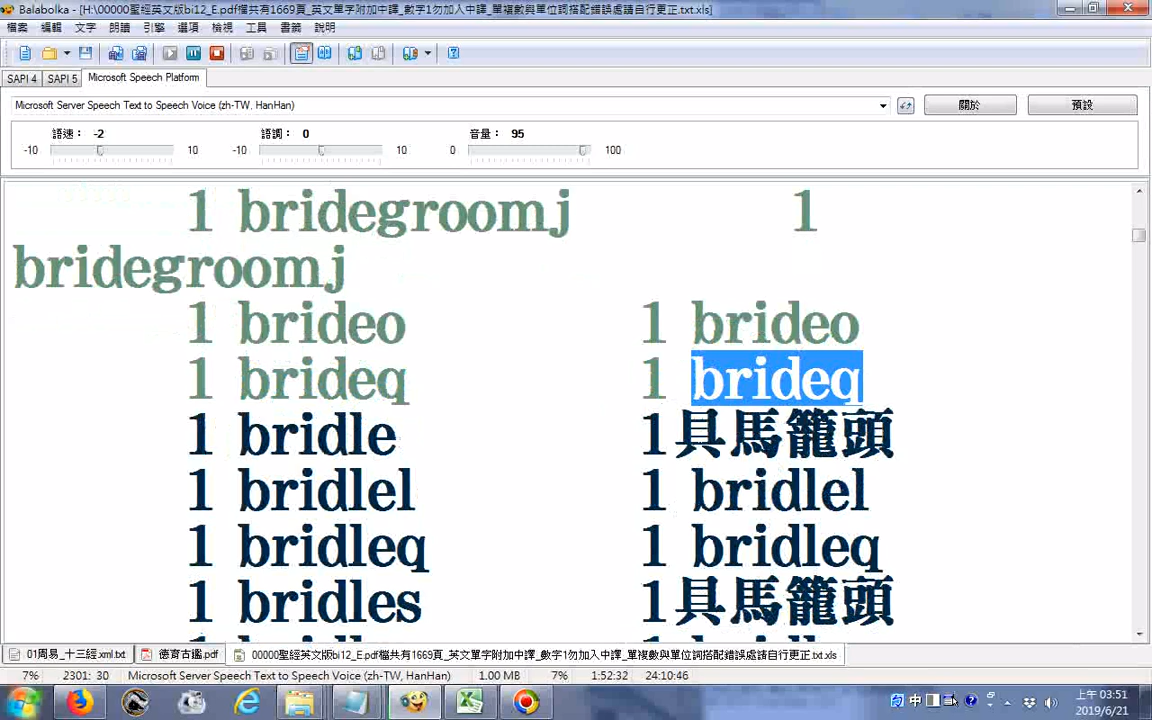 Balabolka - [H:\00000聖經英文版bi12_E.pdf檔共有1669頁_英文單字附加中譯_數字1勿加入中譯_單複數與單位詞搭配錯誤處請自行更正.txt.xls]
檔案 編輯 文字 朗讀 引擎 選項 檢視 工具 書籤 說明
SAPI 4 SAPI 5 Microsoft Speech Platform
Microsoft Server Speech Text to Speech Voice (zh-TW, HanHan) 關於 預設
語速： -2 語調： 0 音量： 95
-10 10 -10 10 0 100
1 bridegroomj 1
bridegroomj
1 brideo 1 brideo
1 brideq 1 brideq
1 bridle 1具馬籠頭
1 bridlel 1 bridlel
1 bridleq 1 bridleq
1 bridles 1具馬籠頭
01周易_十三經.xml.txt 德育古鑑.pdf 00000聖經英文版bi12_E.pdf檔共有1669頁_英文單字附加中譯_數字1勿加入中譯_單複數與單位詞搭配錯誤處請自行更正.txt.xls
7% 2301: 30 Microsoft Server Speech Text to Speech Voice (zh-TW, HanHan) 1.00 MB 7% 1:52:32 24:10:46
中 上午 03:51
2019/6/21